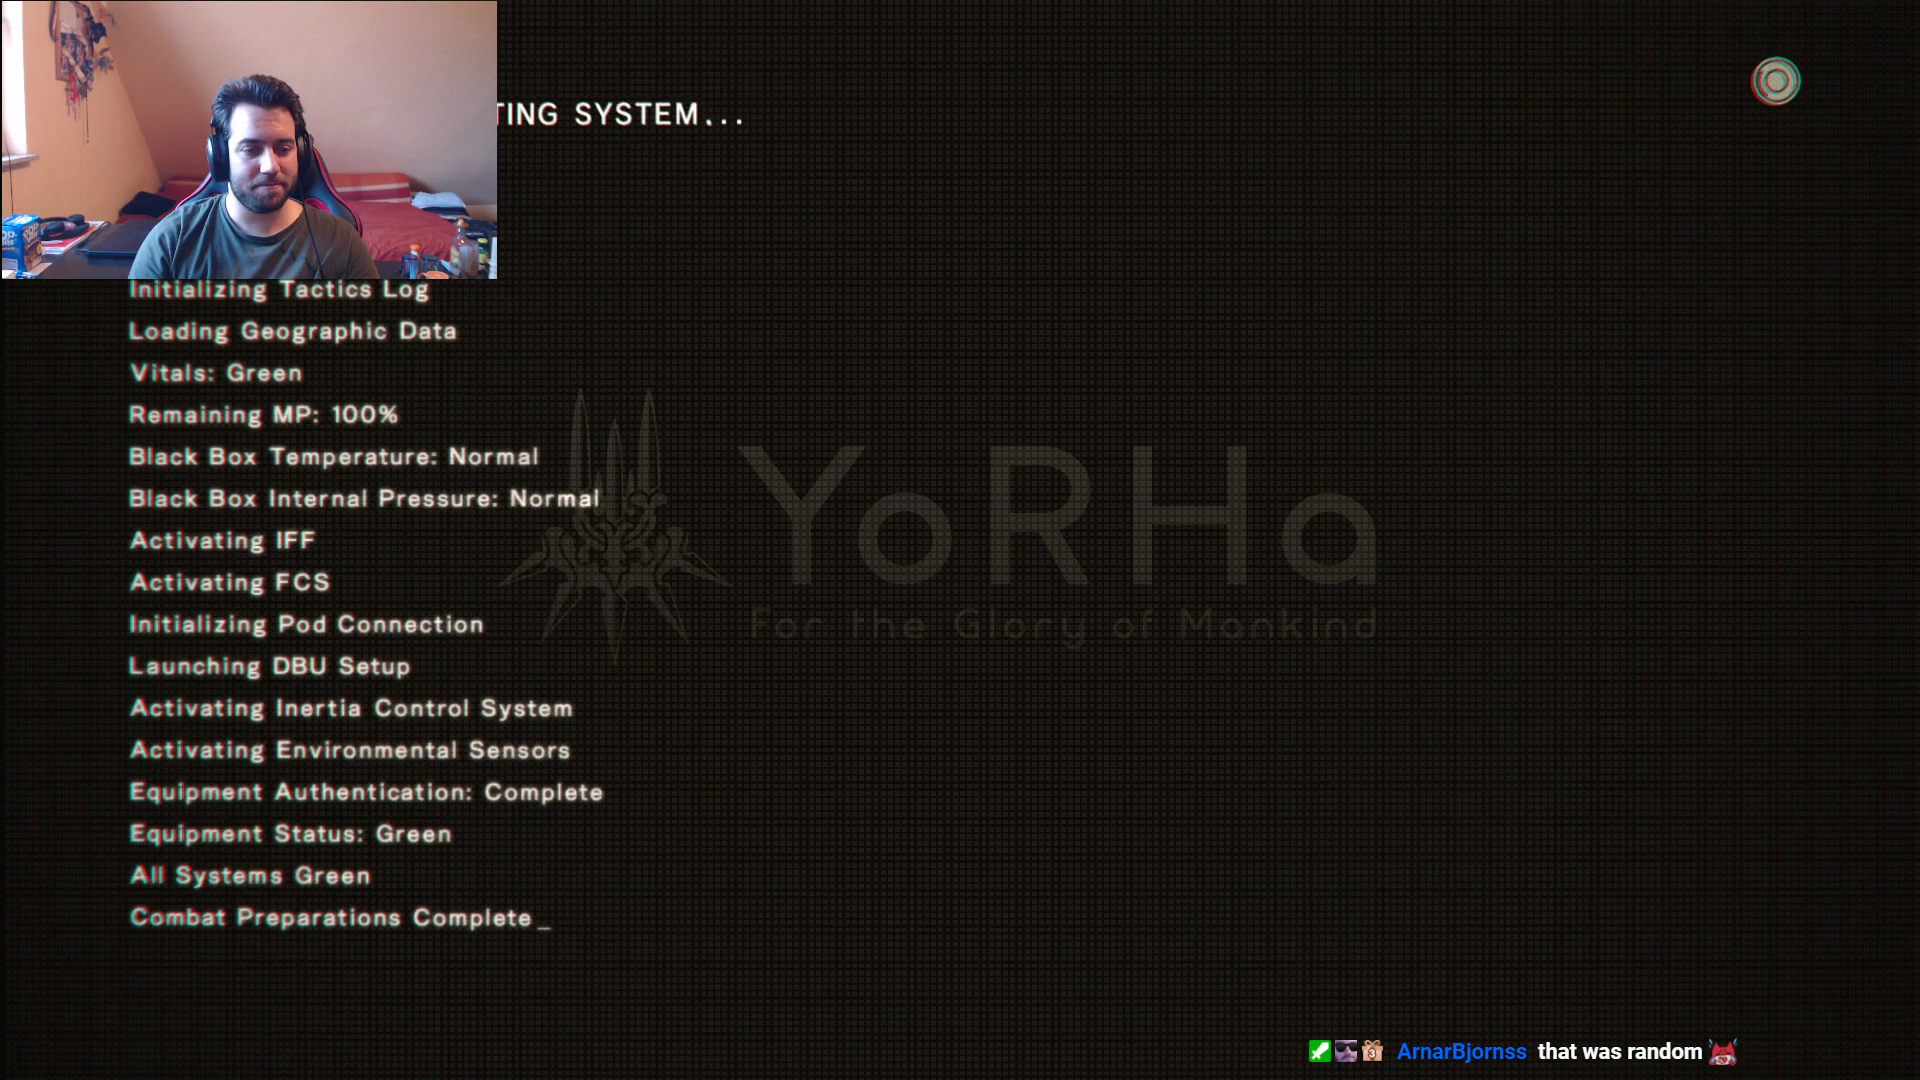 TING SYSTEM...
Initializing Tactics Log
Loading Geographic Data
Vitals: Green
Remaining MP: 100%
Black Box Temperature: Normal
Black Box Internal Pressure: Normal
Activating IFF
Activating FCS
Initializing Pod Connection
Launching DBU Setup
Activating Inertia Control System
Activating Environmental Sensors
Equipment Authentication: Complete
Equipment Status: Green
All Systems Green
Combat Preparations Complete _
YoRHa
For the Glory of Mankind
3 ArnarBjornss that was random